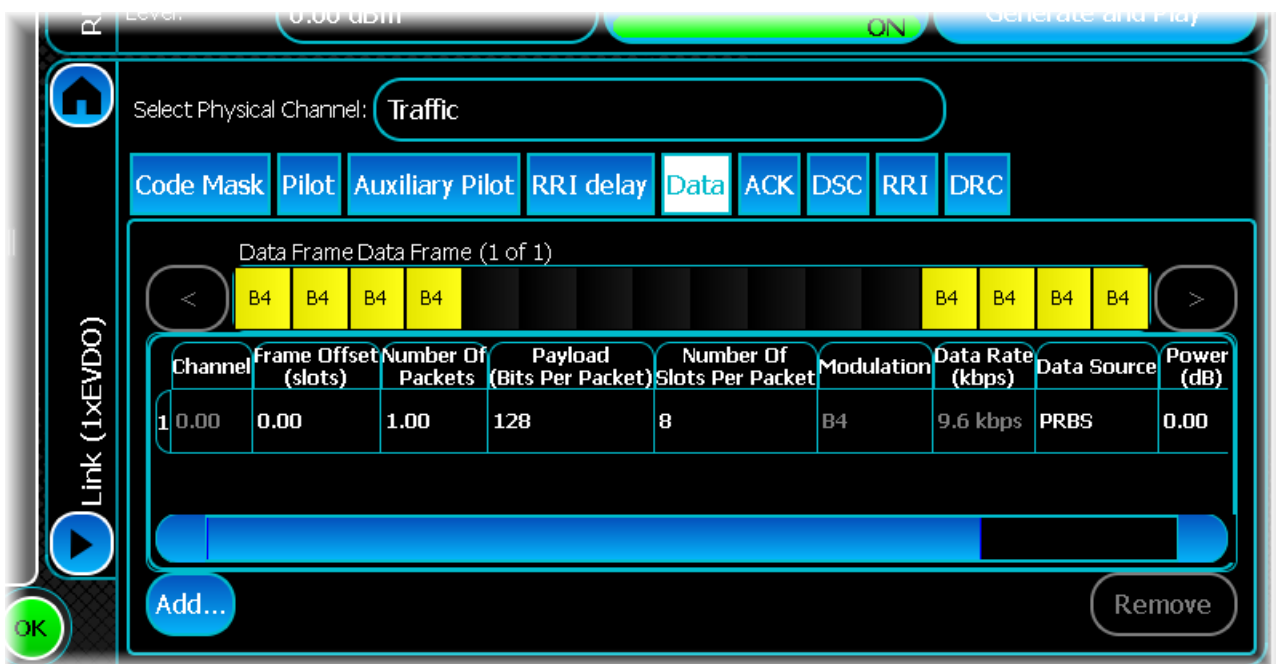 Level: 0.00 dBm ON Generate and Play
Select Physical Channel: Traffic
Code Mask Pilot Auxiliary Pilot RRI delay Data ACK DSC RRI DRC
Data Frame Data Frame (1 of 1)
< B4 B4 B4 B4 B4 B4 B4 B4 >
Channel Frame Offset (slots) Number Of Packets Payload (Bits Per Packet) Number Of Slots Per Packet Modulation Data Rate (kbps) Data Source Power (dB)
1 0.00 0.00 1.00 128 8 B4 9.6 kbps PRBS 0.00
Add... Remove
Link (1xEVDO)
OK